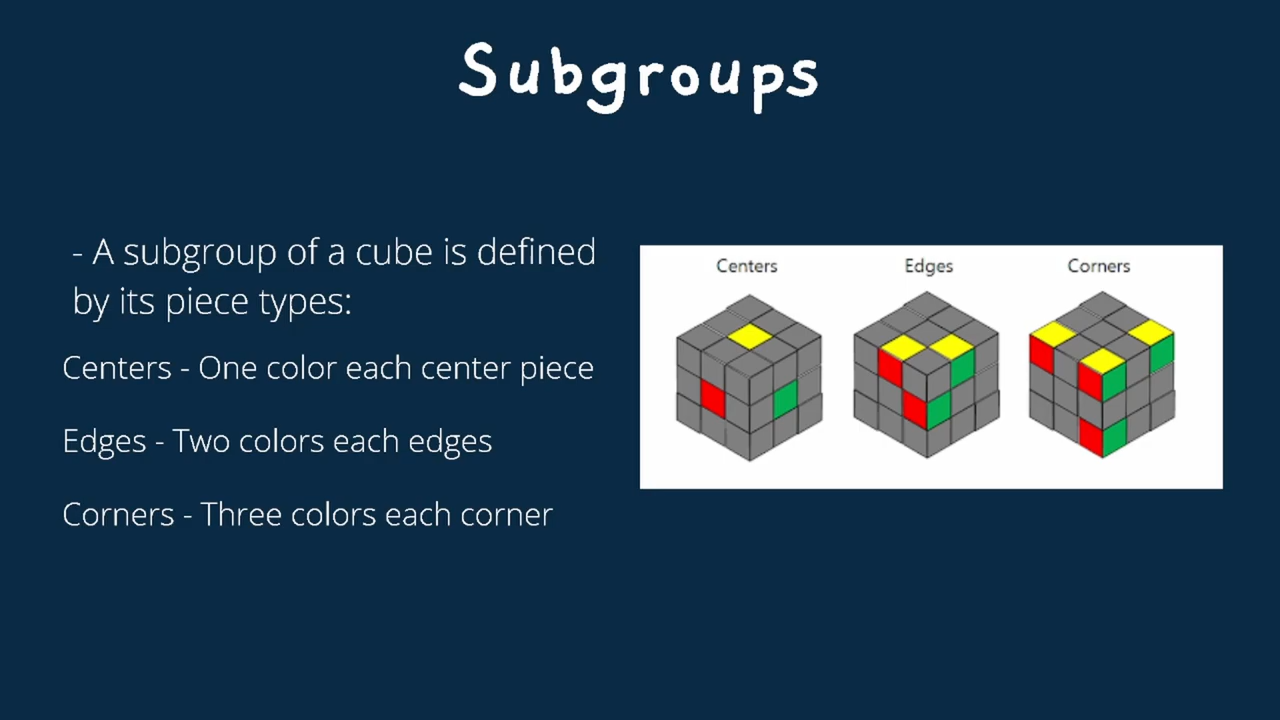 Subgroups
- A subgroup of a cube is defined
by its piece types:
Centers - One color each center piece
Edges - Two colors each edges
Corners - Three colors each corner
Centers
Edges
Corners